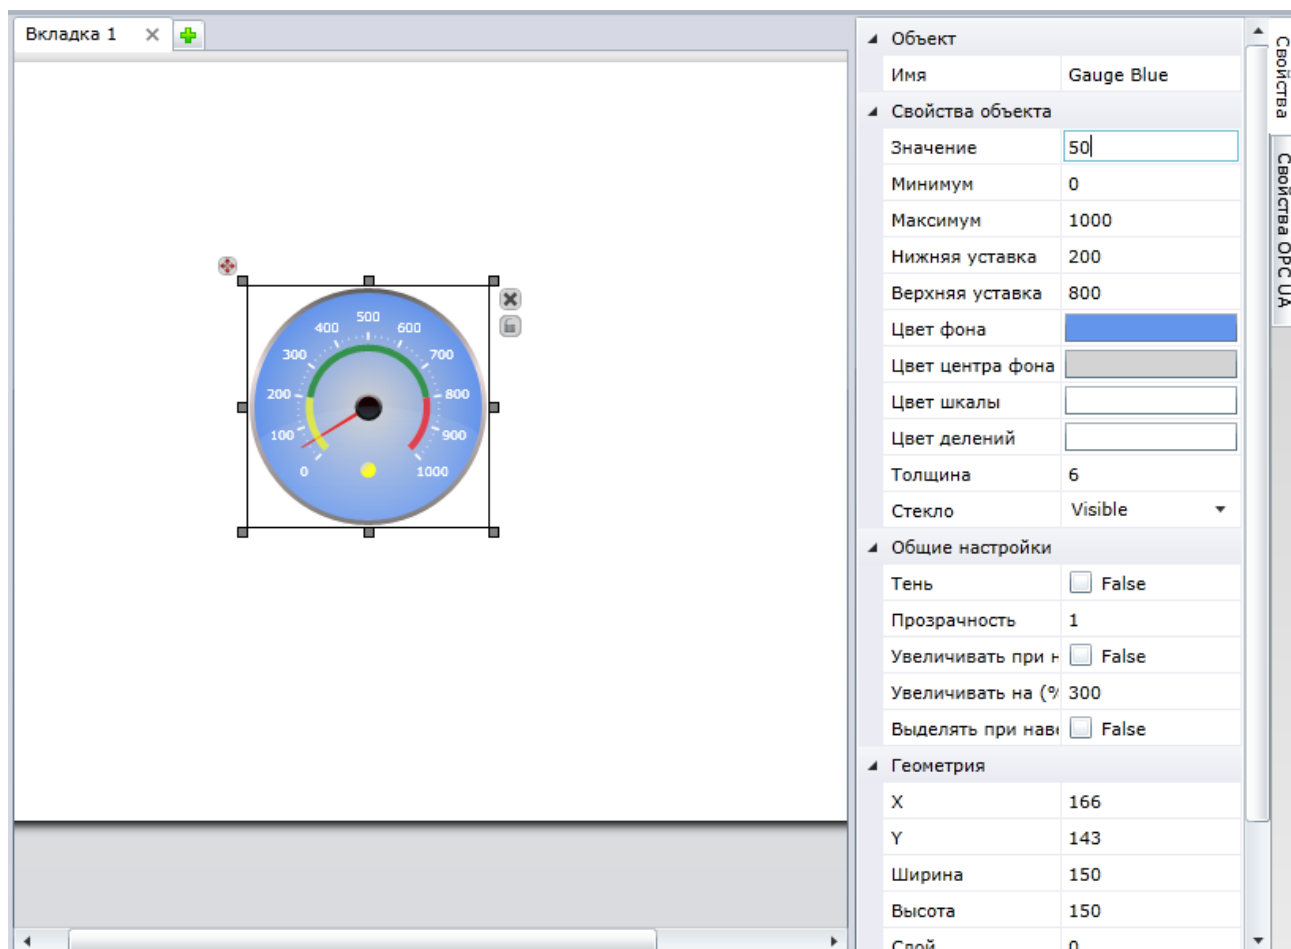 Вкладка 1
500
400 600
300 700
200 800
100 900
0 1000
Объект
Имя Gauge Blue
Свойства объекта
Значение 50
Минимум 0
Максимум 1000
Нижняя уставка 200
Верхняя уставка 800
Цвет фона
Цвет центра фона
Цвет шкалы
Цвет делений
Толщина 6
Стекло Visible
Общие настройки
Тень False
Прозрачность 1
Увеличивать при н False
Увеличивать на (% 300
Выделять при наве False
Геометрия
X 166
Y 143
Ширина 150
Высота 150
Слой 0
Свойства
Свойства OPC UA